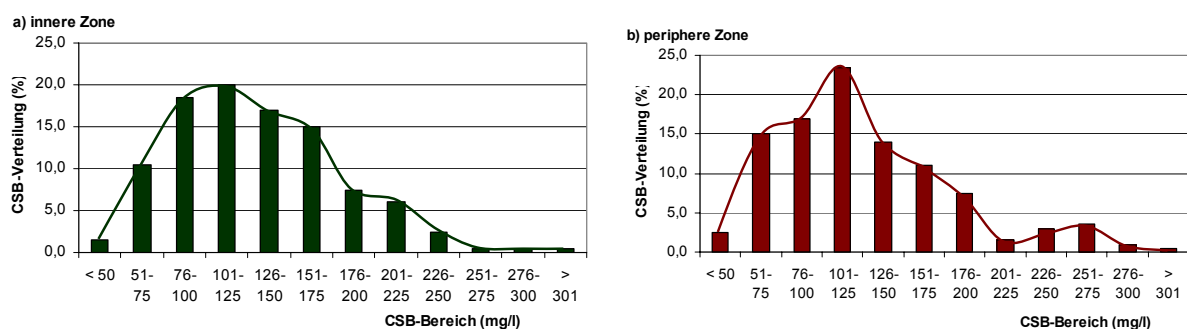 a) innere Zone
CSB-Verteilung (%)
25,0
20,0
15,0
10,0
5,0
0,0
< 50 51- 76- 101- 126- 151- 176- 201- 226- 251- 276- >
75 100 125 150 175 200 225 250 275 300 301
CSB-Bereich (mg/l)
b) periphere Zone
CSB-Verteilung (%)
25,0
20,0
15,0
10,0
5,0
0,0
< 50 51- 76- 101- 126- 151- 176- 201- 226- 251- 276- >
75 100 125 150 175 200 225 250 275 300 301
CSB-Bereich (mg/l)